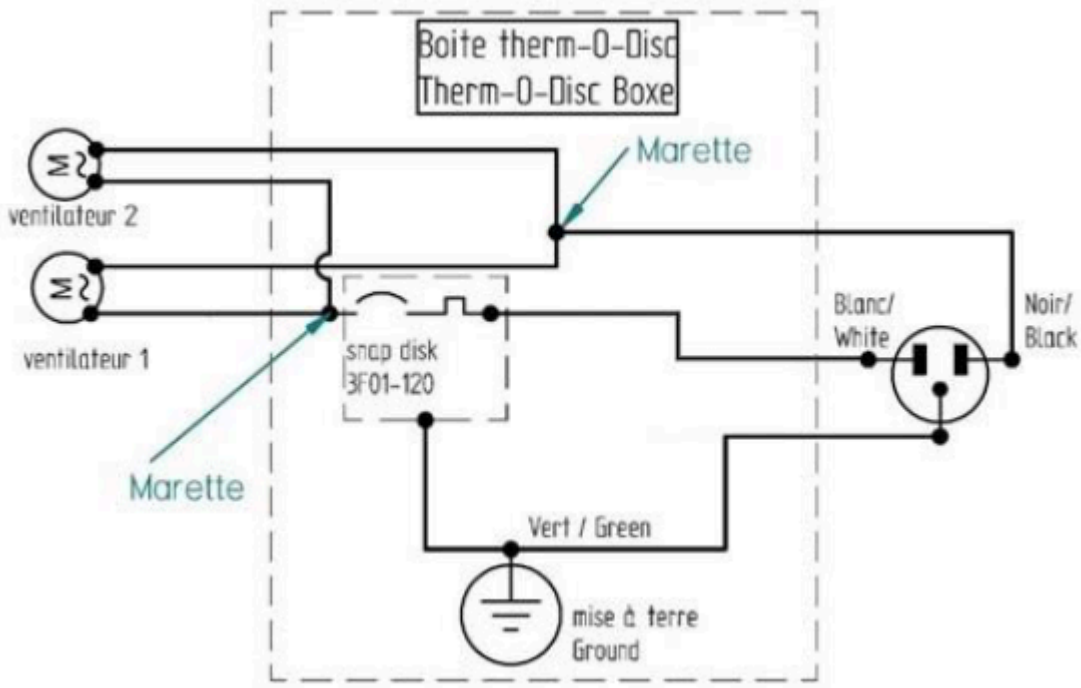 Boite therm-O-Disc
Therm-O-Disc Boxe
Marette
M
ventilateur 2
M
ventilateur 1
Blanc/
White
Noir/
Black
snap disk
3F01-120
Marette
Vert / Green
mise à terre
Ground